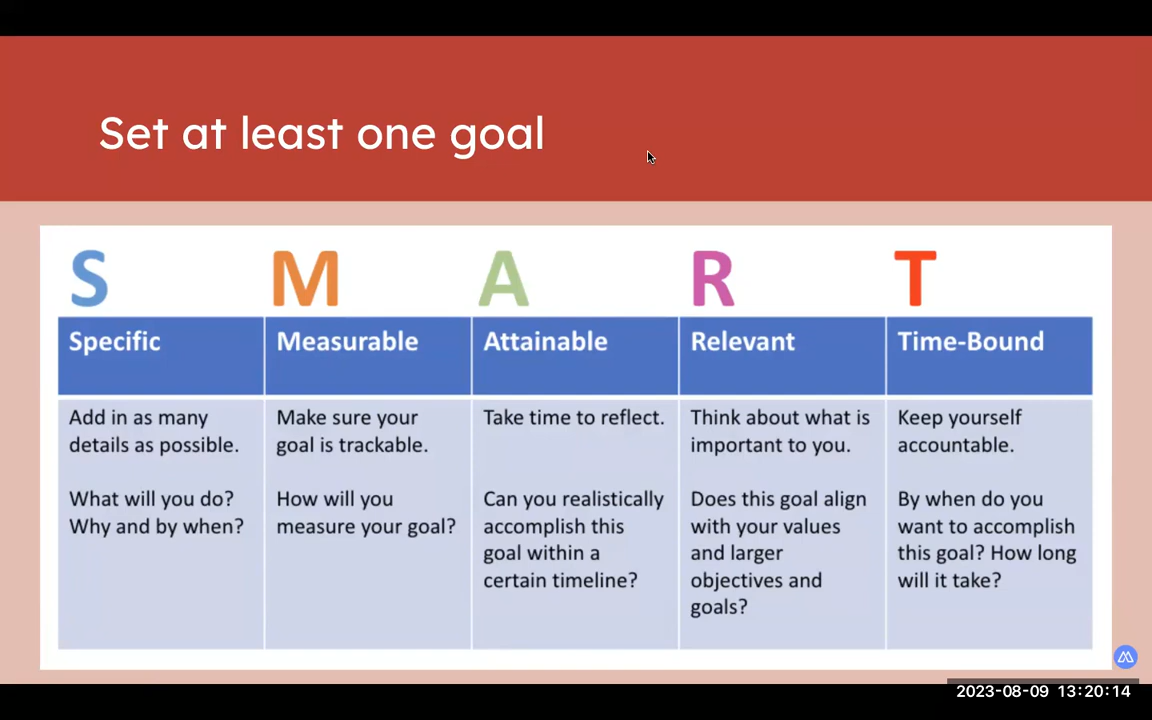 Set at least one goal
S M A R T
Specific Measurable Attainable Relevant Time-Bound
Add in as many
details as possible.
What will you do?
Why and by when?
Make sure your
goal is trackable.
How will you
measure your goal?
Take time to reflect.
Can you realistically
accomplish this
goal within a
certain timeline?
Think about what is
important to you.
Does this goal align
with your values
and larger
objectives and
goals?
Keep yourself
accountable.
By when do you
want to accomplish
this goal? How long
will it take?
2023-08-09 13:20:14